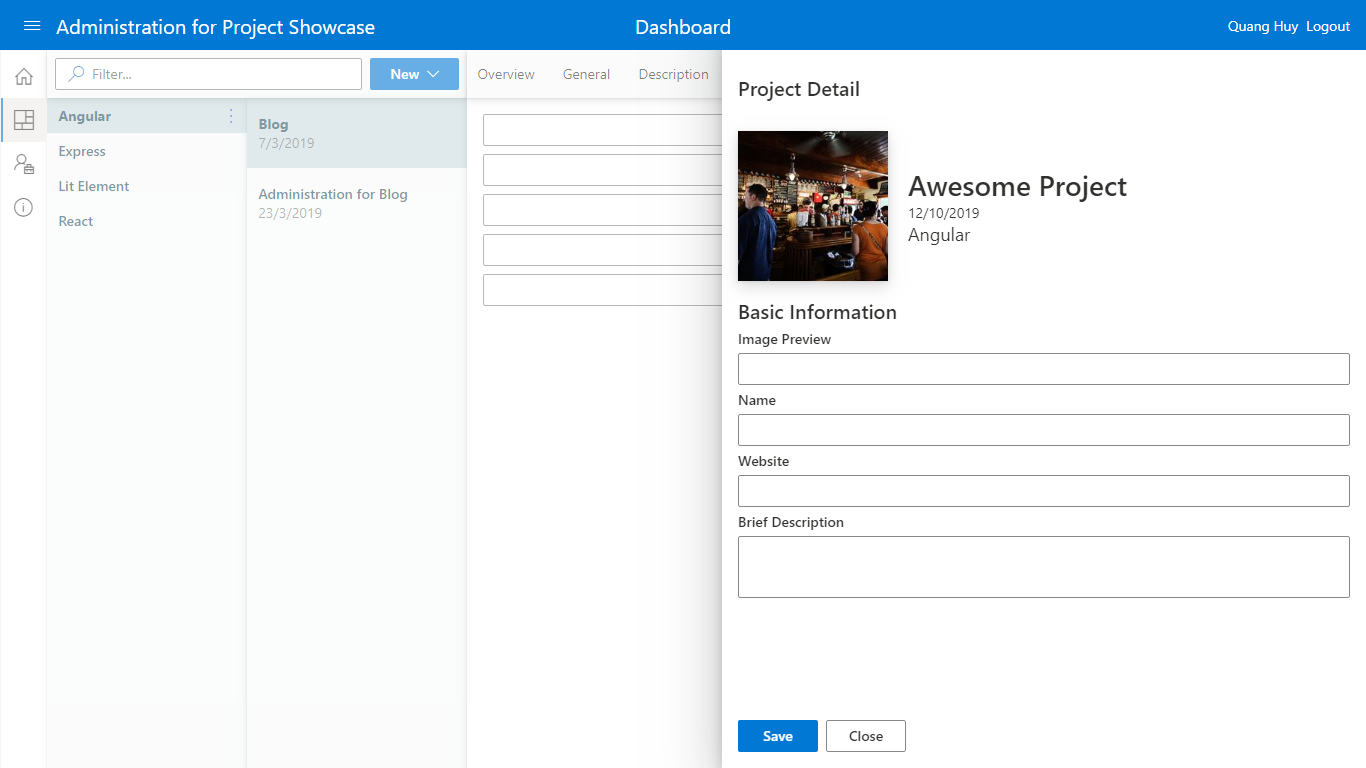 Administration for Project Showcase
Dashboard
Quang Huy Logout
Filter...
New
Overview
General
Description
Angular
Express
Lit Element
React
Blog
7/3/2019
Administration for Blog
23/3/2019
Project Detail
Awesome Project
12/10/2019
Angular
Basic Information
Image Preview
Name
Website
Brief Description
Save
Close